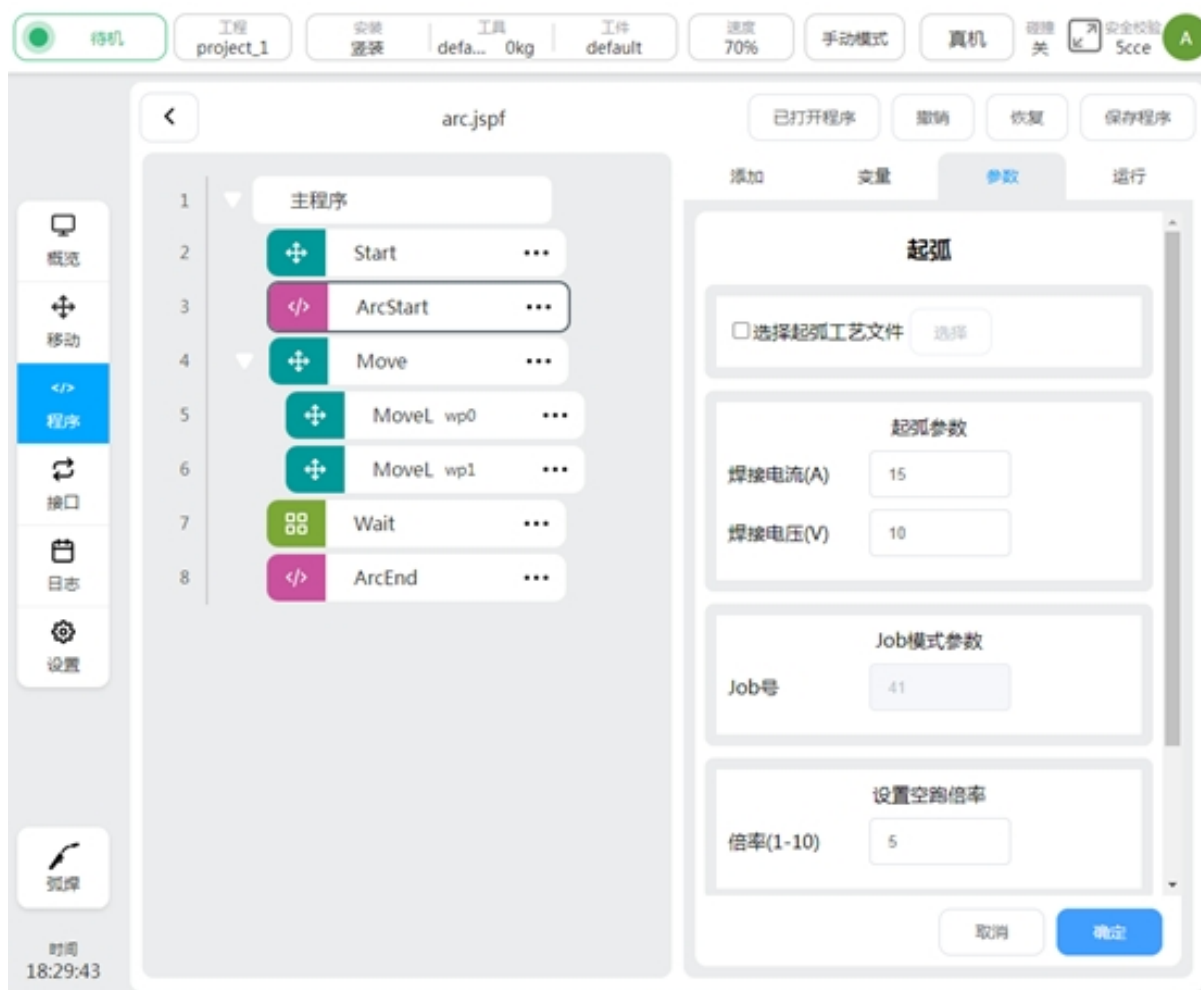 待机
工程
project_1
安装 工具 工件
竖装 defa... 0kg default
速度
70%
手动模式
真机
碰撞
关
安全校验
5cce
A
arc.jspf
已打开程序 撤销 恢复 保存程序
概览
移动
</>
程序
接口
日志
设置
弧焊
时间
18:29:43
1 主程序
2 Start •••
3 </> ArcStart •••
4 Move •••
5 MoveL wp0 •••
6 MoveL wp1 •••
7 Wait •••
8 </> ArcEnd •••
添加 变量 参数 运行
起弧
选择起弧工艺文件 选择
起弧参数
焊接电流(A) 15
焊接电压(V) 10
Job模式参数
Job号 41
设置空跑倍率
倍率(1-10) 5
取消 确定